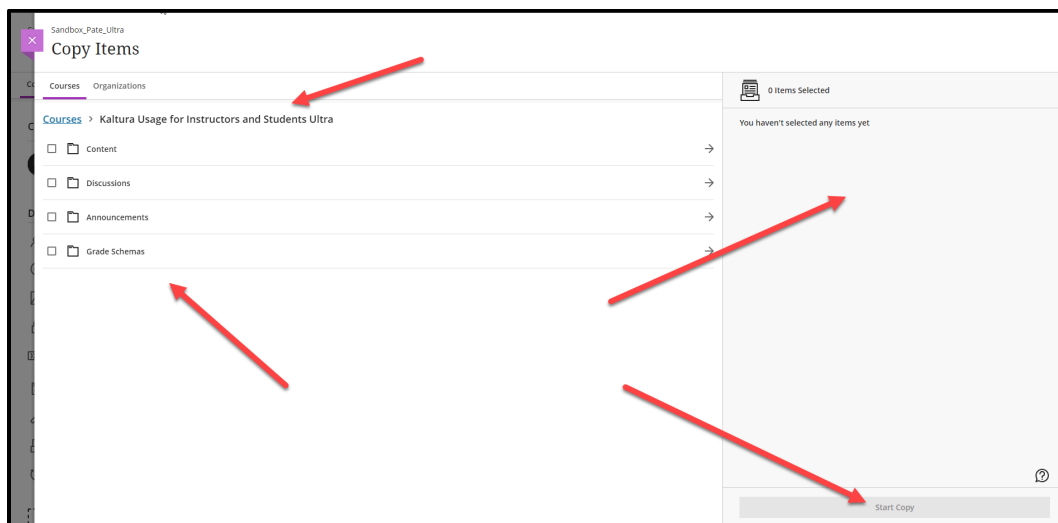 Sandbox_Pate_Ultra
Copy Items
Courses Organizations
Courses > Kaltura Usage for Instructors and Students Ultra
Content
Discussions
Announcements
Grade Schemas
0 Items Selected
You haven't selected any items yet
Start Copy